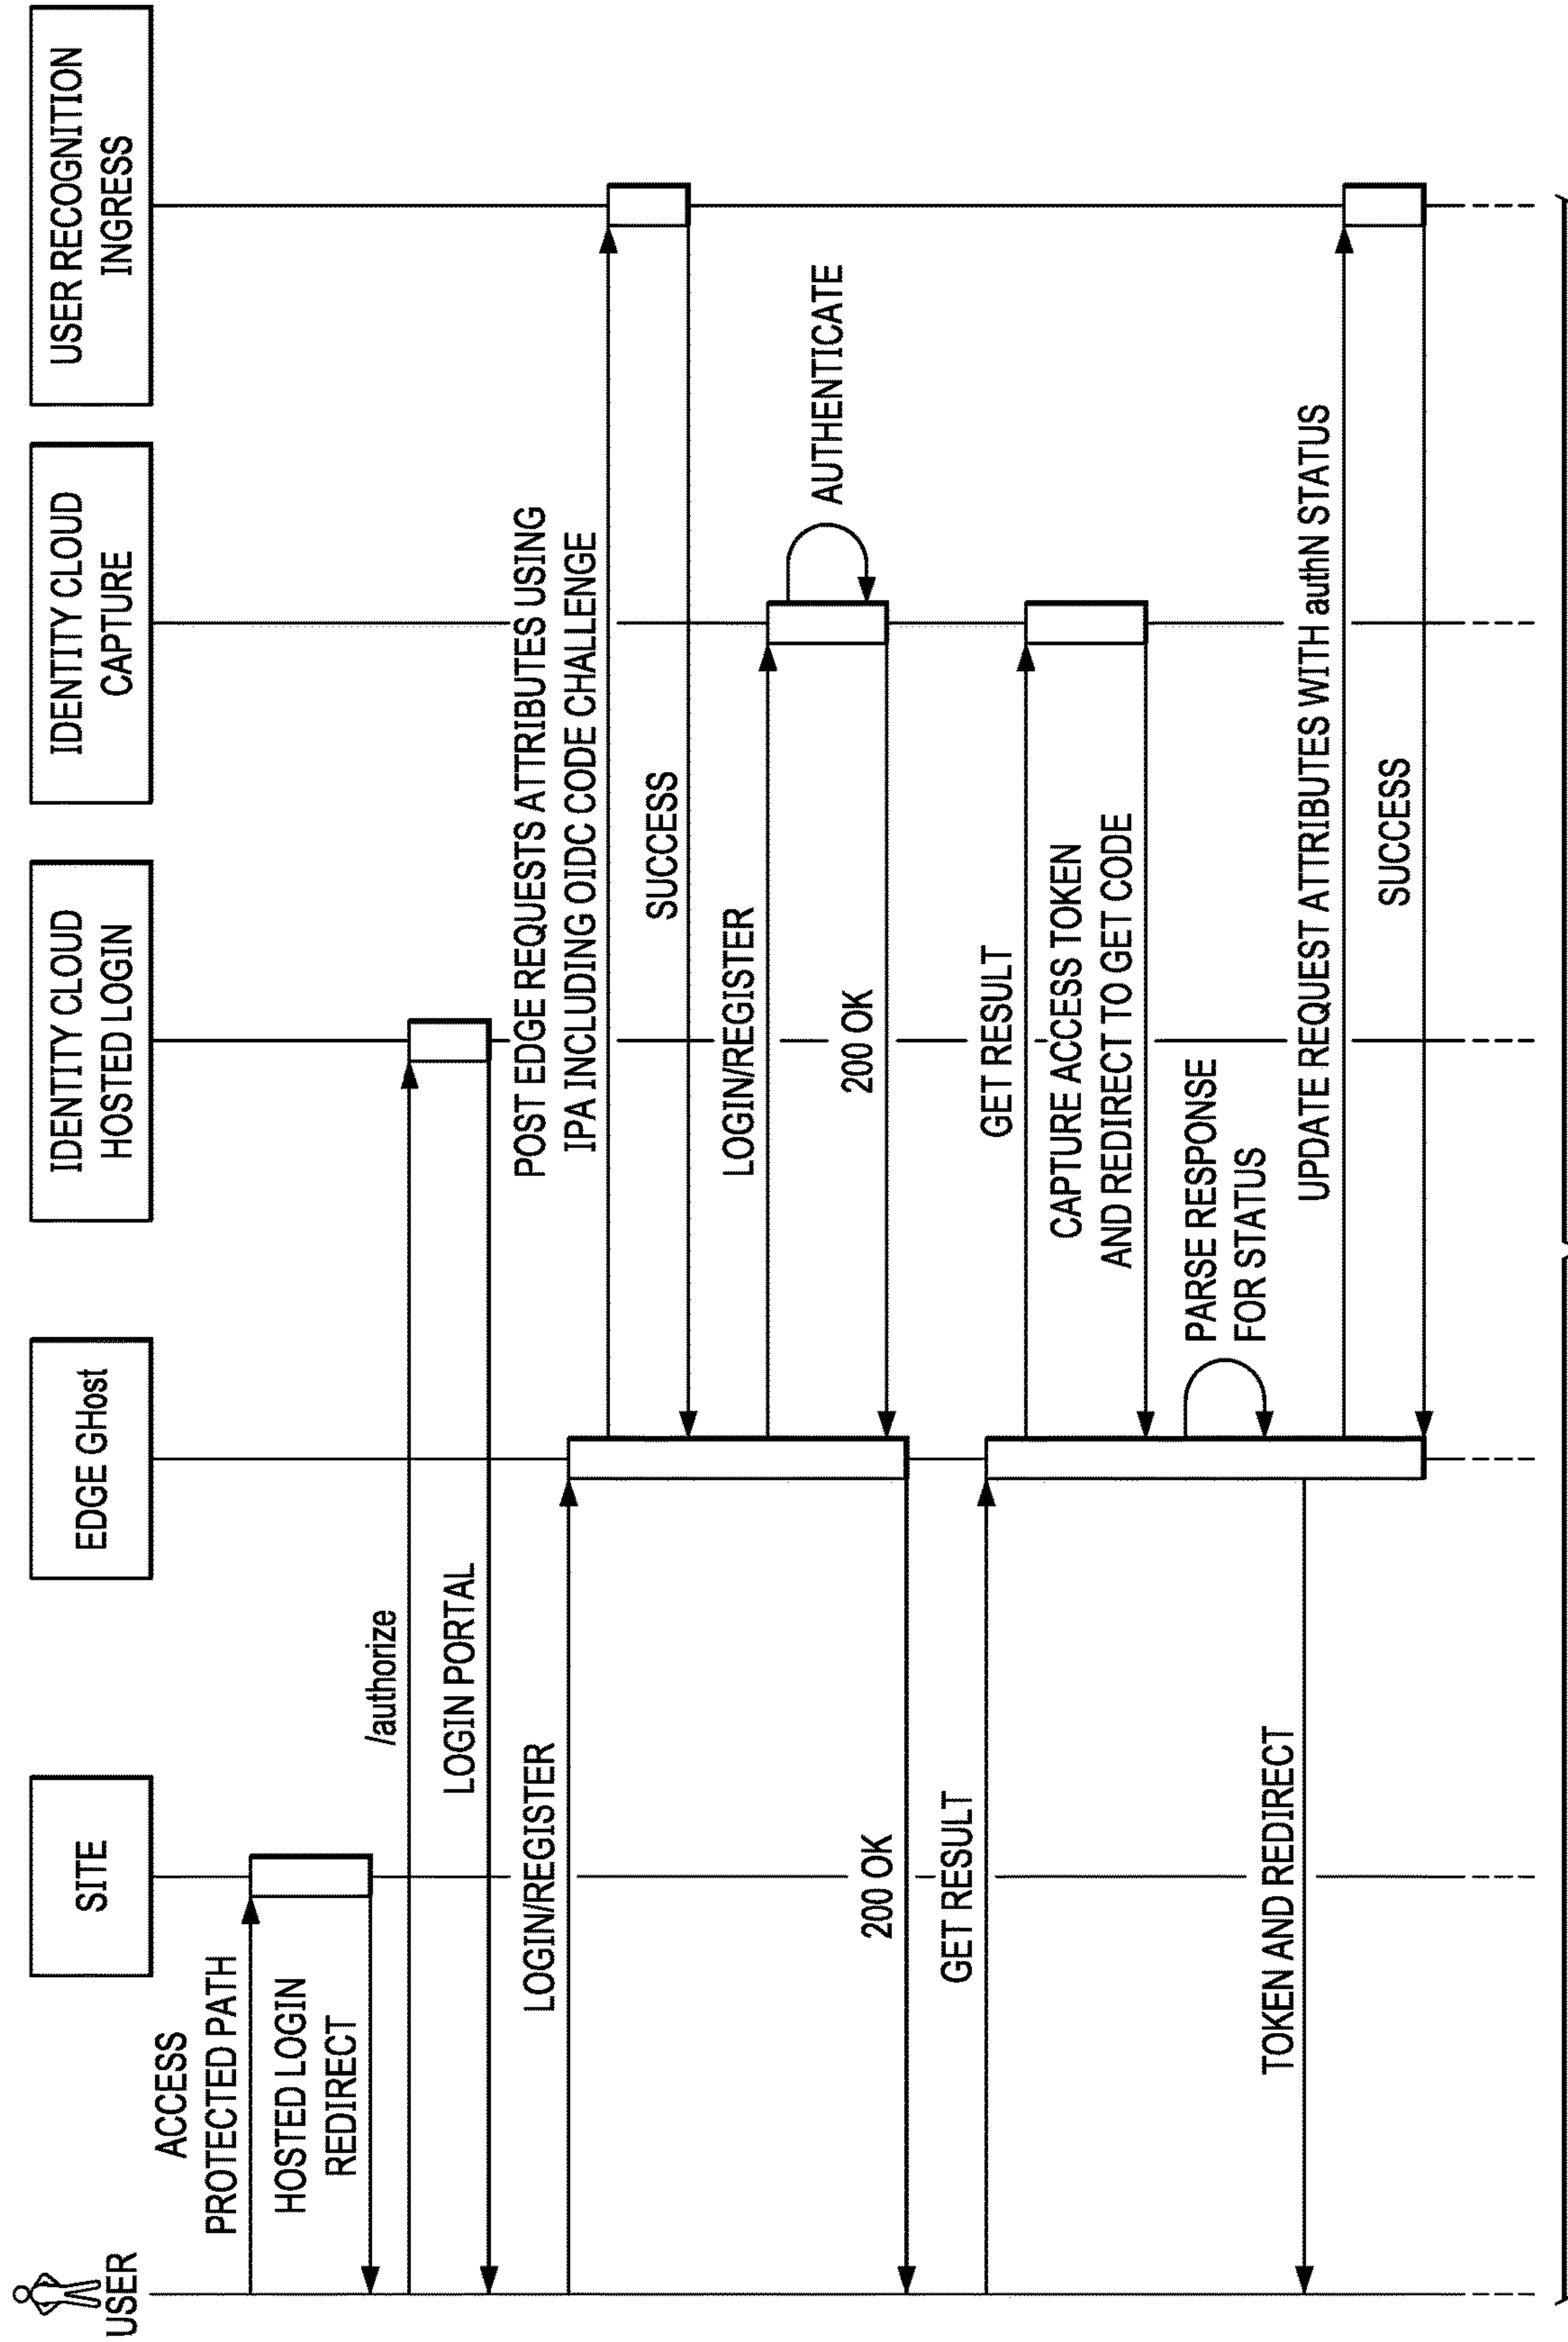 USER
SITE
EDGE GHost
IDENTITY CLOUD
HOSTED LOGIN
IDENTITY CLOUD
CAPTURE
USER RECOGNITION
INGRESS
ACCESS
PROTECTED PATH
HOSTED LOGIN
REDIRECT
/authorize
LOGIN PORTAL
LOGIN/REGISTER
POST EDGE REQUESTS ATTRIBUTES USING
IPA INCLUDING OIDC CODE CHALLENGE
SUCCESS
LOGIN/REGISTER
AUTHENTICATE
200 OK
200 OK
GET RESULT
GET RESULT
CAPTURE ACCESS TOKEN
AND REDIRECT TO GET CODE
PARSE RESPONSE
FOR STATUS
TOKEN AND REDIRECT
UPDATE REQUEST ATTRIBUTES WITH authN STATUS
SUCCESS